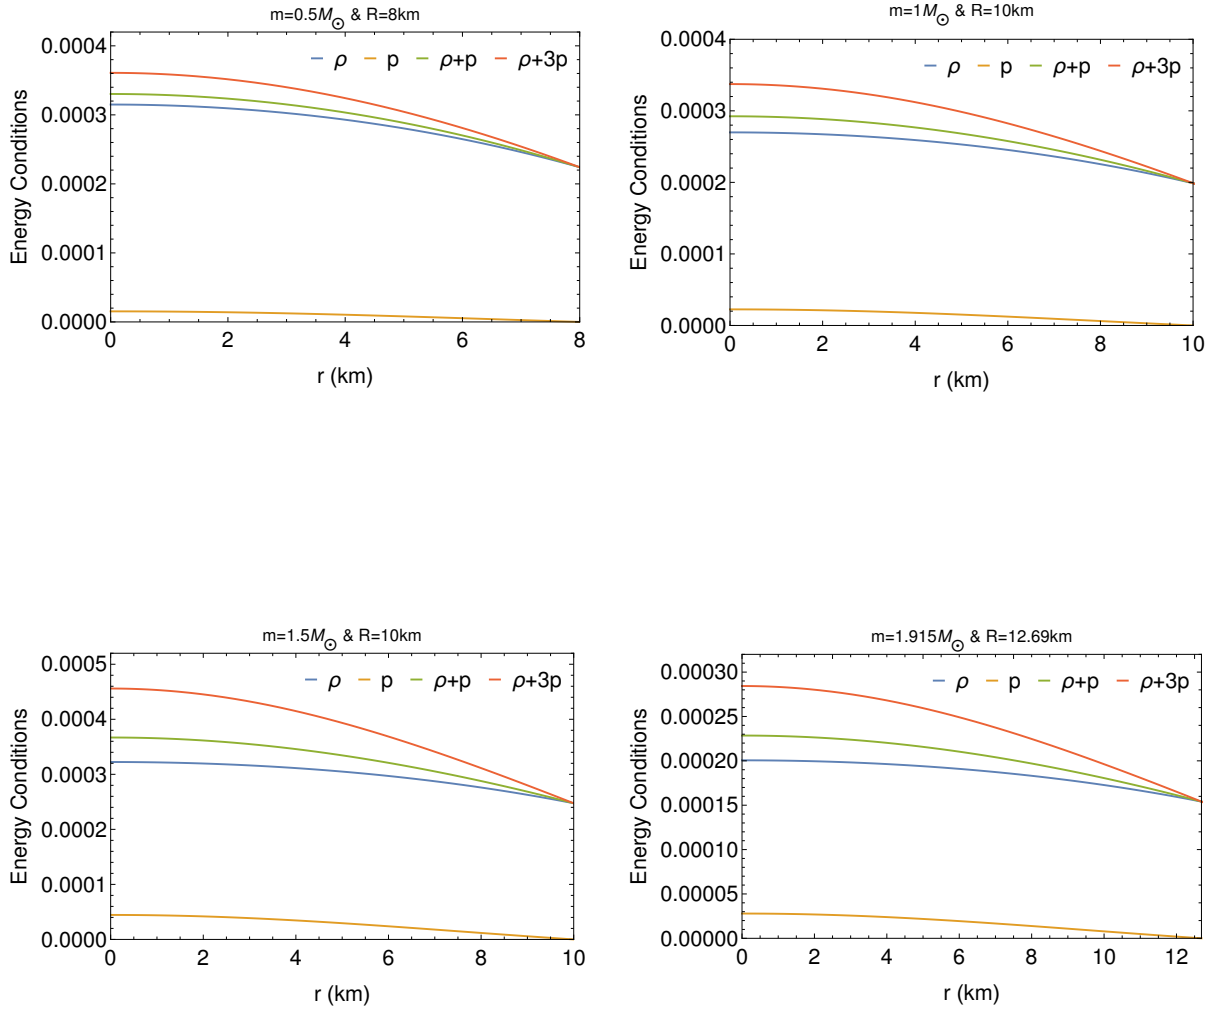 m=0.5M☉ & R=8km
ρ p ρ+p ρ+3p
0.0004
0.0003
0.0002
0.0001
0.0000
Energy Conditions
0 2 4 6 8
r (km)
m=1M☉ & R=10km
ρ p ρ+p ρ+3p
0.0004
0.0003
0.0002
0.0001
0.0000
Energy Conditions
0 2 4 6 8 10
r (km)
m=1.5M☉ & R=10km
ρ p ρ+p ρ+3p
0.0005
0.0004
0.0003
0.0002
0.0001
0.0000
Energy Conditions
0 2 4 6 8 10
r (km)
m=1.915M☉ & R=12.69km
ρ p ρ+p ρ+3p
0.00030
0.00025
0.00020
0.00015
0.00010
0.00005
0.00000
Energy Conditions
0 2 4 6 8 10 12
r (km)